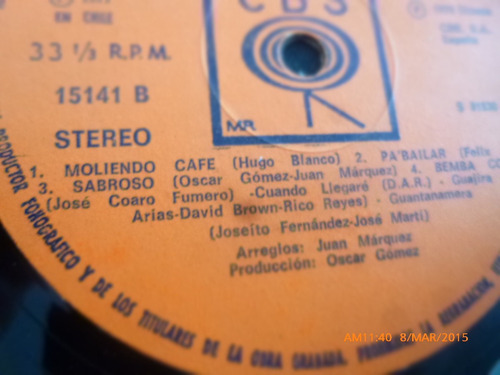 EN CHILE
CBS
33 1/3 R.P.M.
15141 B
MR
STEREO
1. MOLIENDO CAFE (Hugo Blanco) 2. PA'BAILAR (Felix
3. SABROSO (Oscar Gómez-Juan Márquez) 4. BEMBA CO
(José Coaro Fumero) -Cuando Llegaré (D.A.R.) - Guajira
Arias-David Brown-Rico Reyes) - Guantanamera
(Joseíto Fernández-José Martí)
Arreglos: Juan Márquez
Producción: Oscar Gómez
PRODUCTOR FONOGRAFICO Y DE LOS TITULARES DE LA OBRA GRABADA.
AM11:40 8/MAR/2015